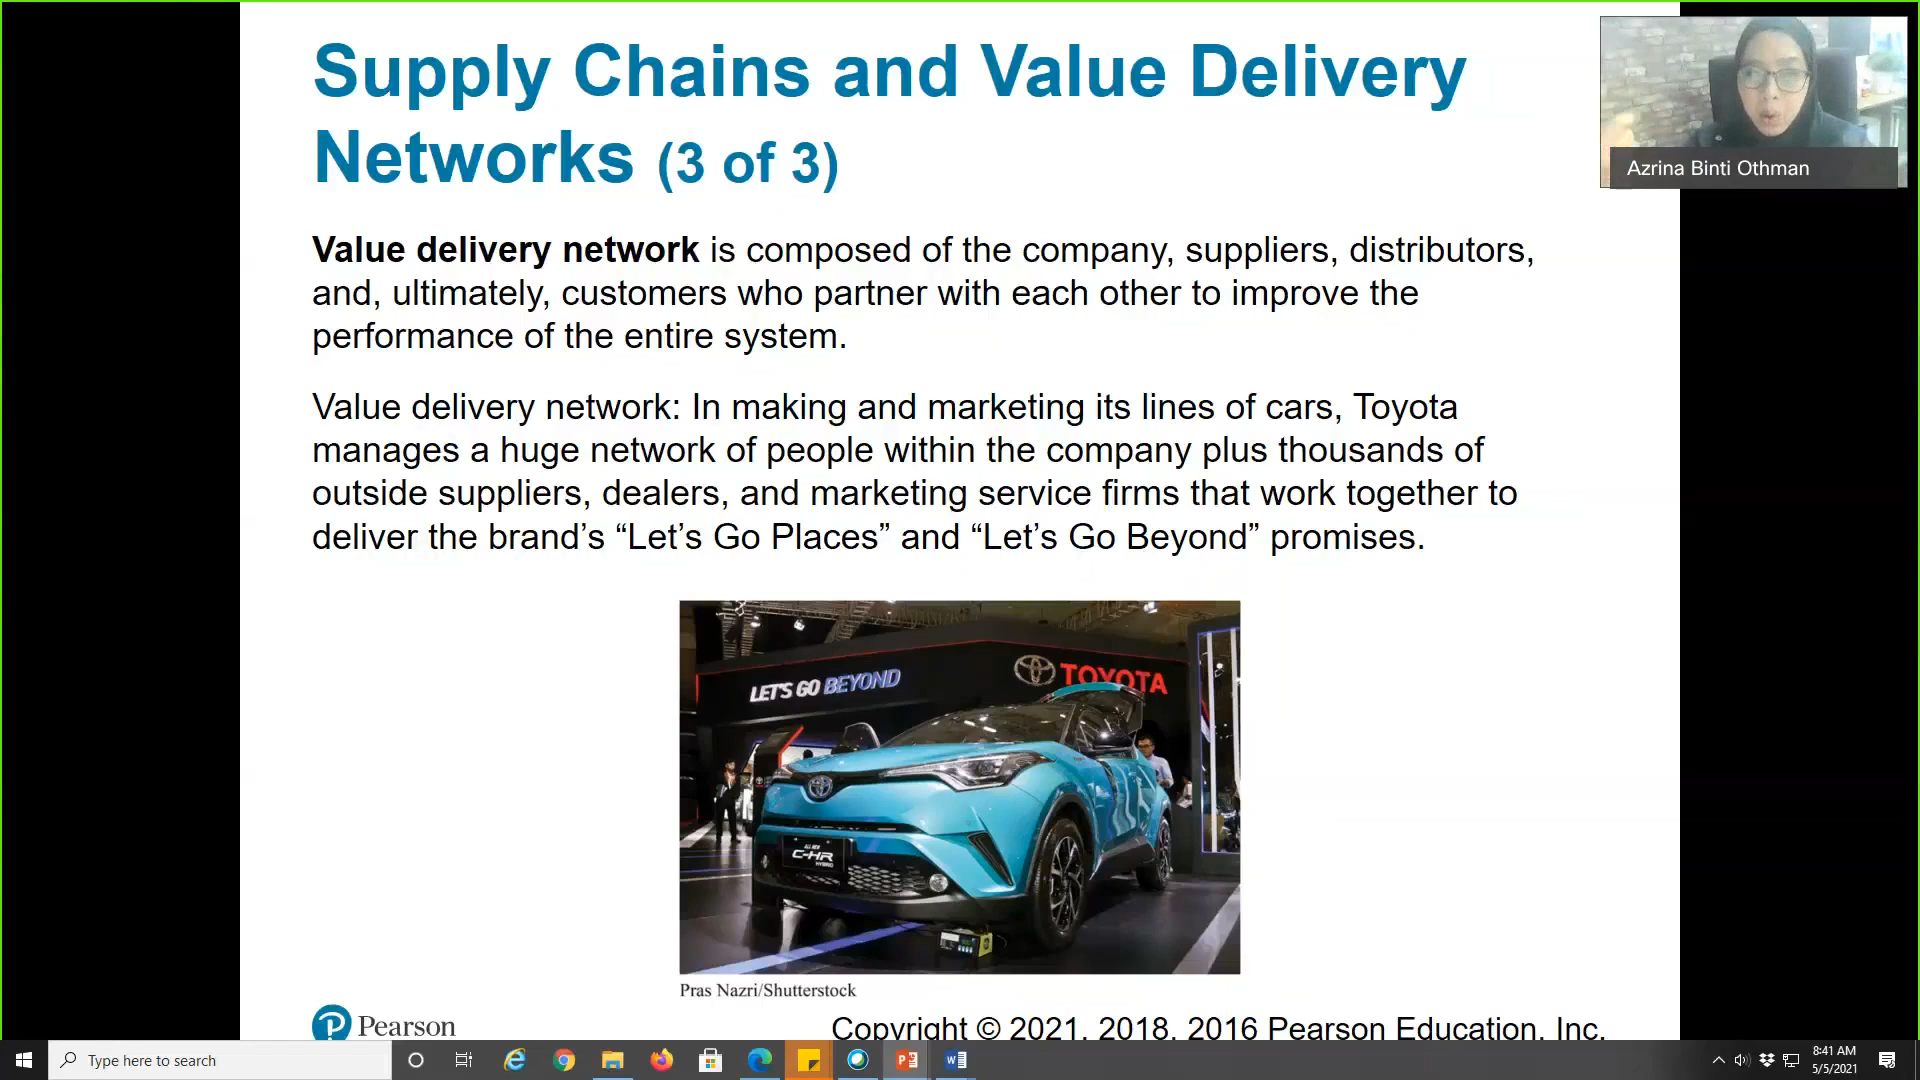 Supply Chains and Value Delivery
Networks (3 of 3)
Azrina Binti Othman
Value delivery network is composed of the company, suppliers, distributors,
and, ultimately, customers who partner with each other to improve the
performance of the entire system.
Value delivery network: In making and marketing its lines of cars, Toyota
manages a huge network of people within the company plus thousands of
outside suppliers, dealers, and marketing service firms that work together to
deliver the brand’s “Let’s Go Places” and “Let’s Go Beyond” promises.
LET'S GO BEYOND
TOYOTA
ALL NEW
C-HR
HYBRID
Pras Nazri/Shutterstock
Pearson
Copyright © 2021, 2018, 2016 Pearson Education, Inc.
Type here to search
8:41 AM
5/5/2021